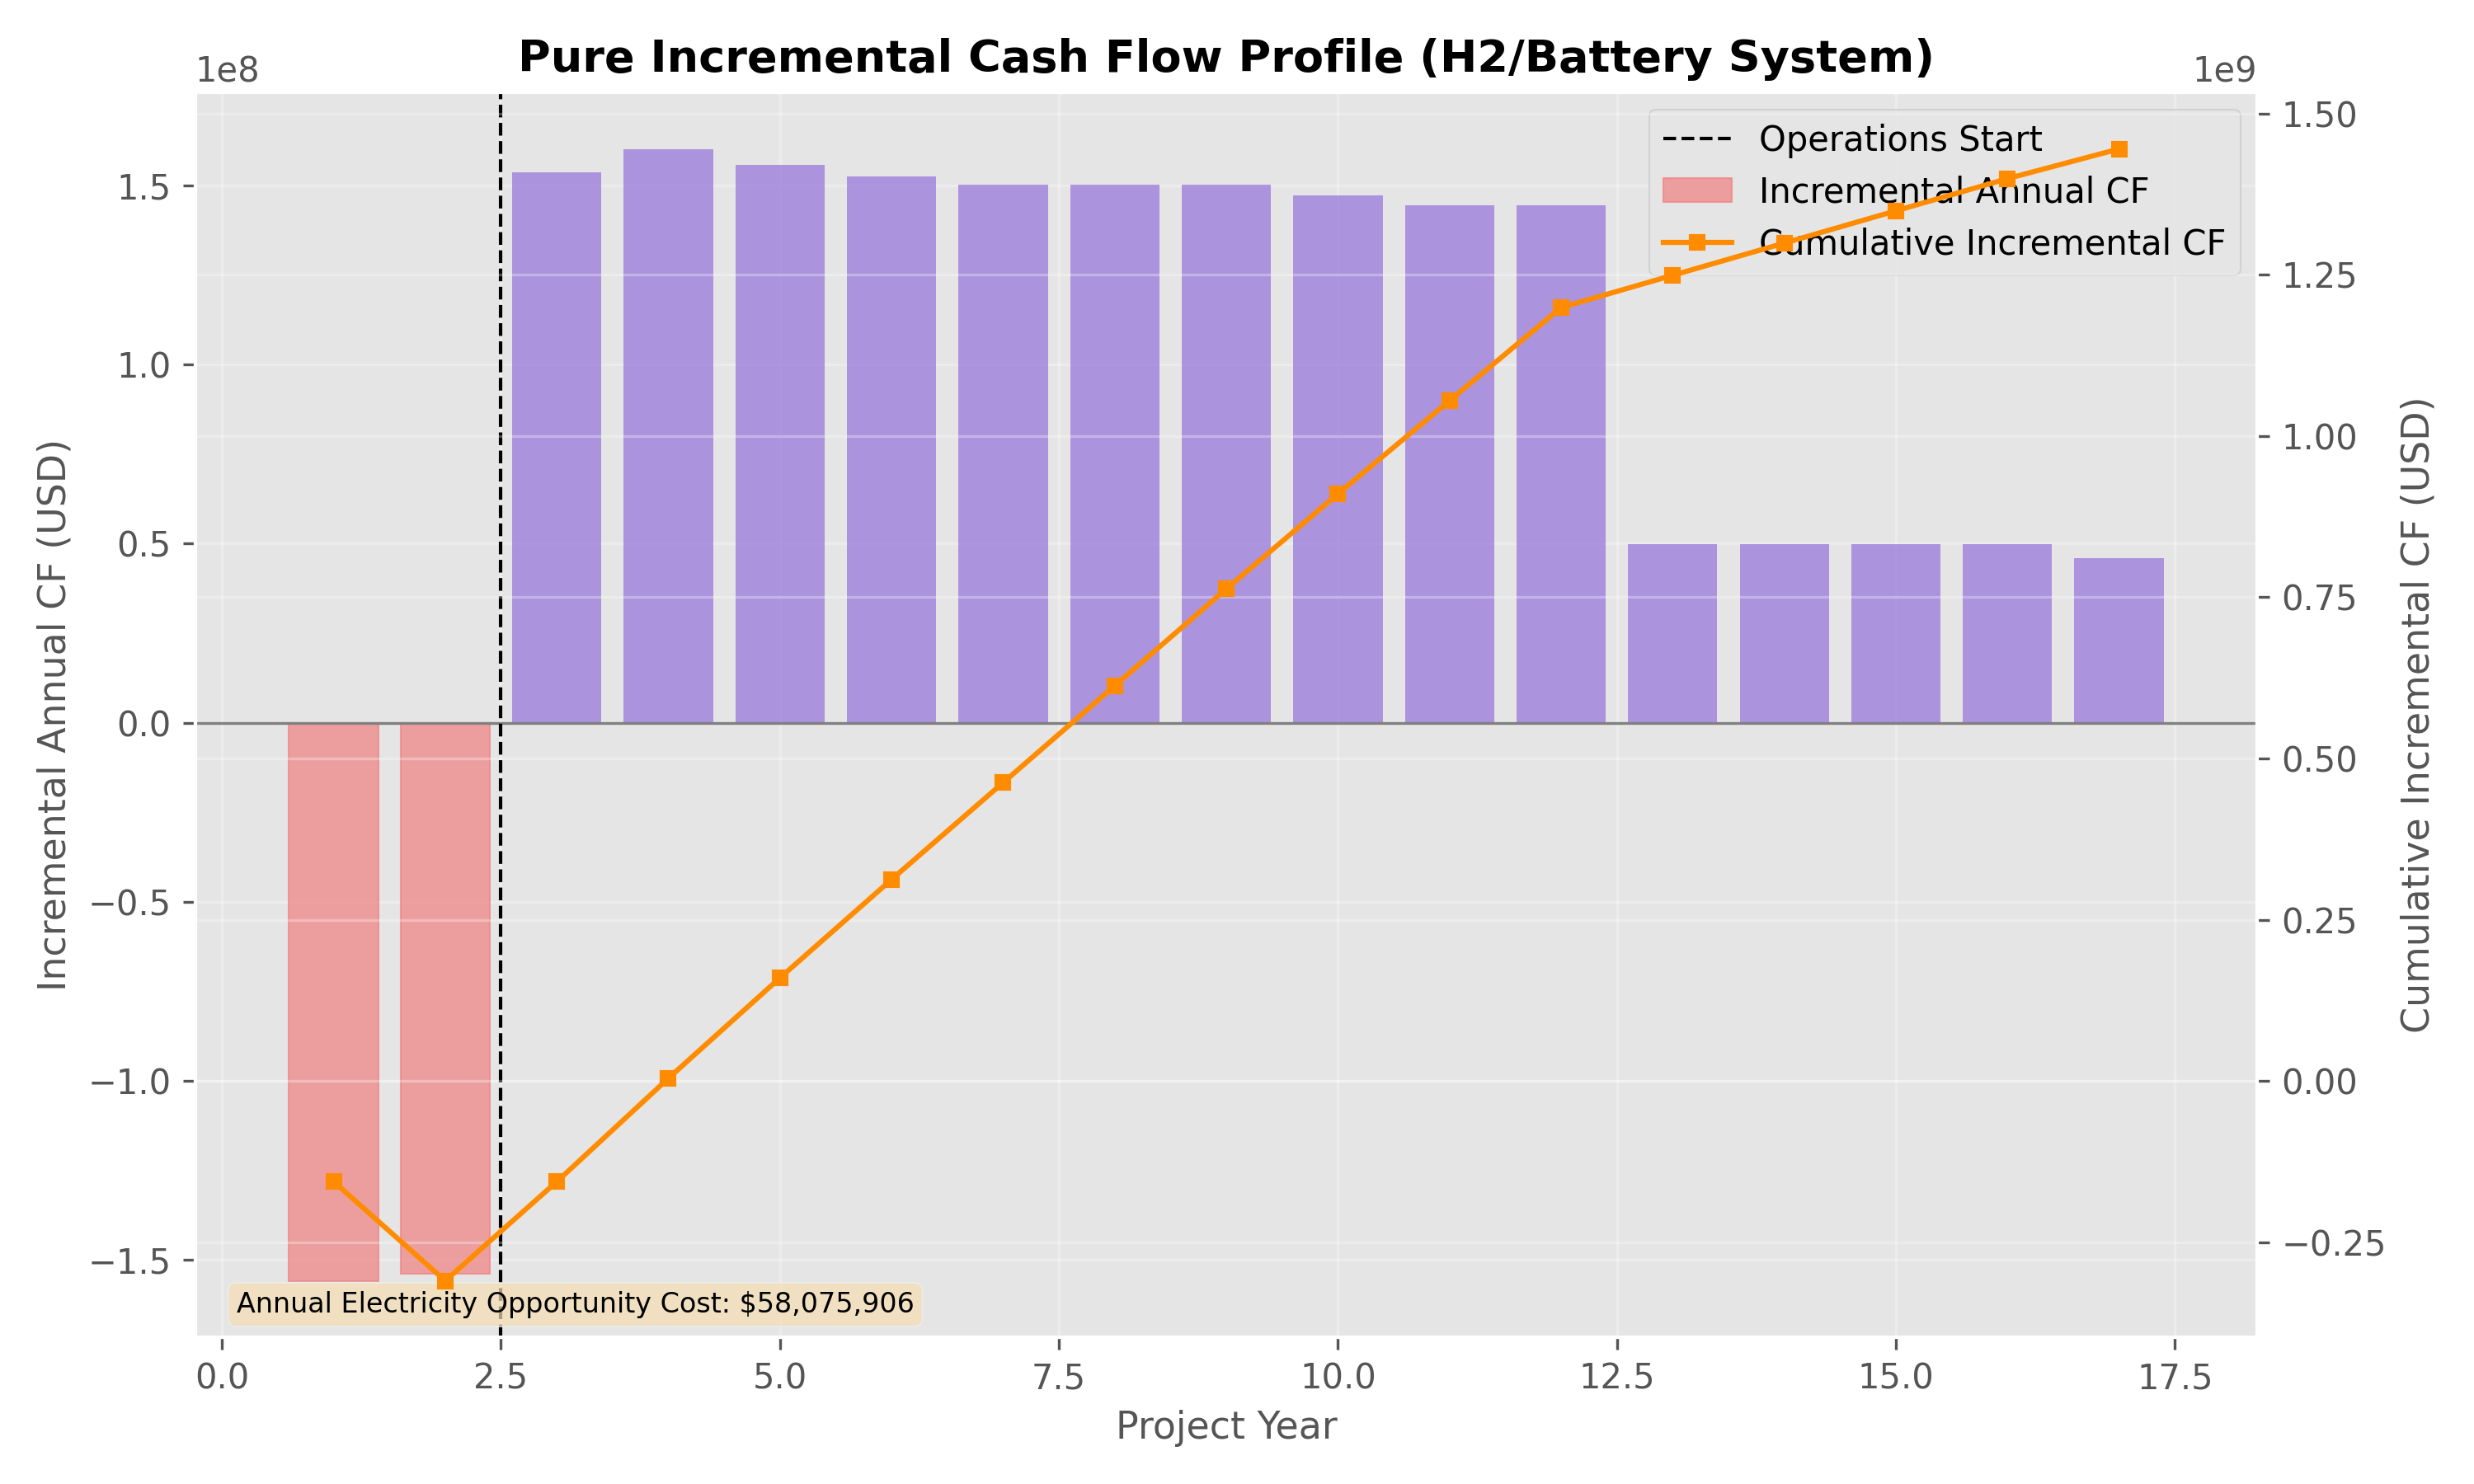 Pure Incremental Cash Flow Profile (H2/Battery System)
1e8
1e9
Operations Start
Incremental Annual CF
Cumulative Incremental CF
Incremental Annual CF (USD)
1.5
1.0
0.5
0.0
−0.5
−1.0
−1.5
Cumulative Incremental CF (USD)
1.50
1.25
1.00
0.75
0.50
0.25
0.00
−0.25
Annual Electricity Opportunity Cost: $58,075,906
0.0 2.5 5.0 7.5 10.0 12.5 15.0 17.5
Project Year